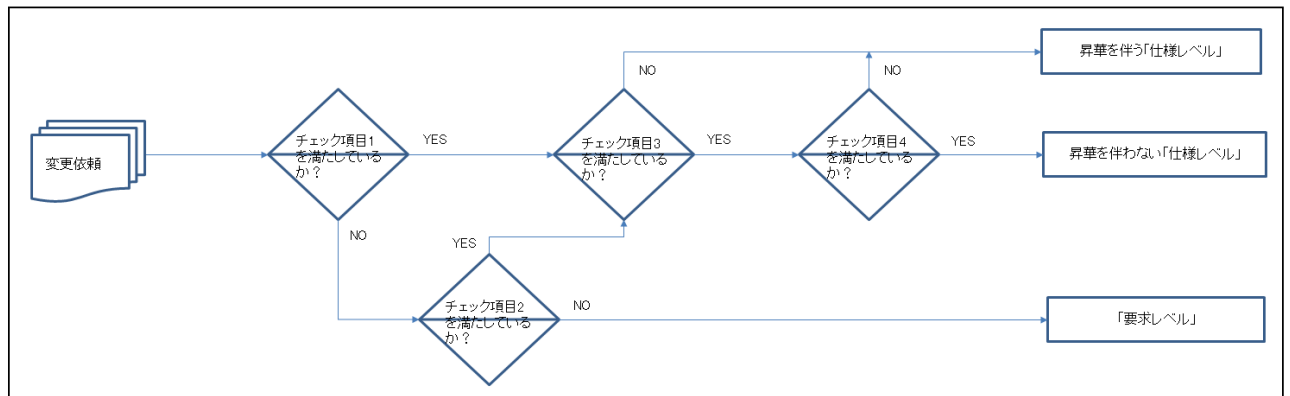 昇華を伴う「仕様レベル」
NO
NO
チェック項目1
を満たしている
か？
YES
チェック項目3
を満たしている
か？
YES
チェック項目4
を満たしている
か？
YES
昇華を伴わない「仕様レベル」
変更依頼
NO
YES
チェック項目2
を満たしている
か？
NO
「要求レベル」